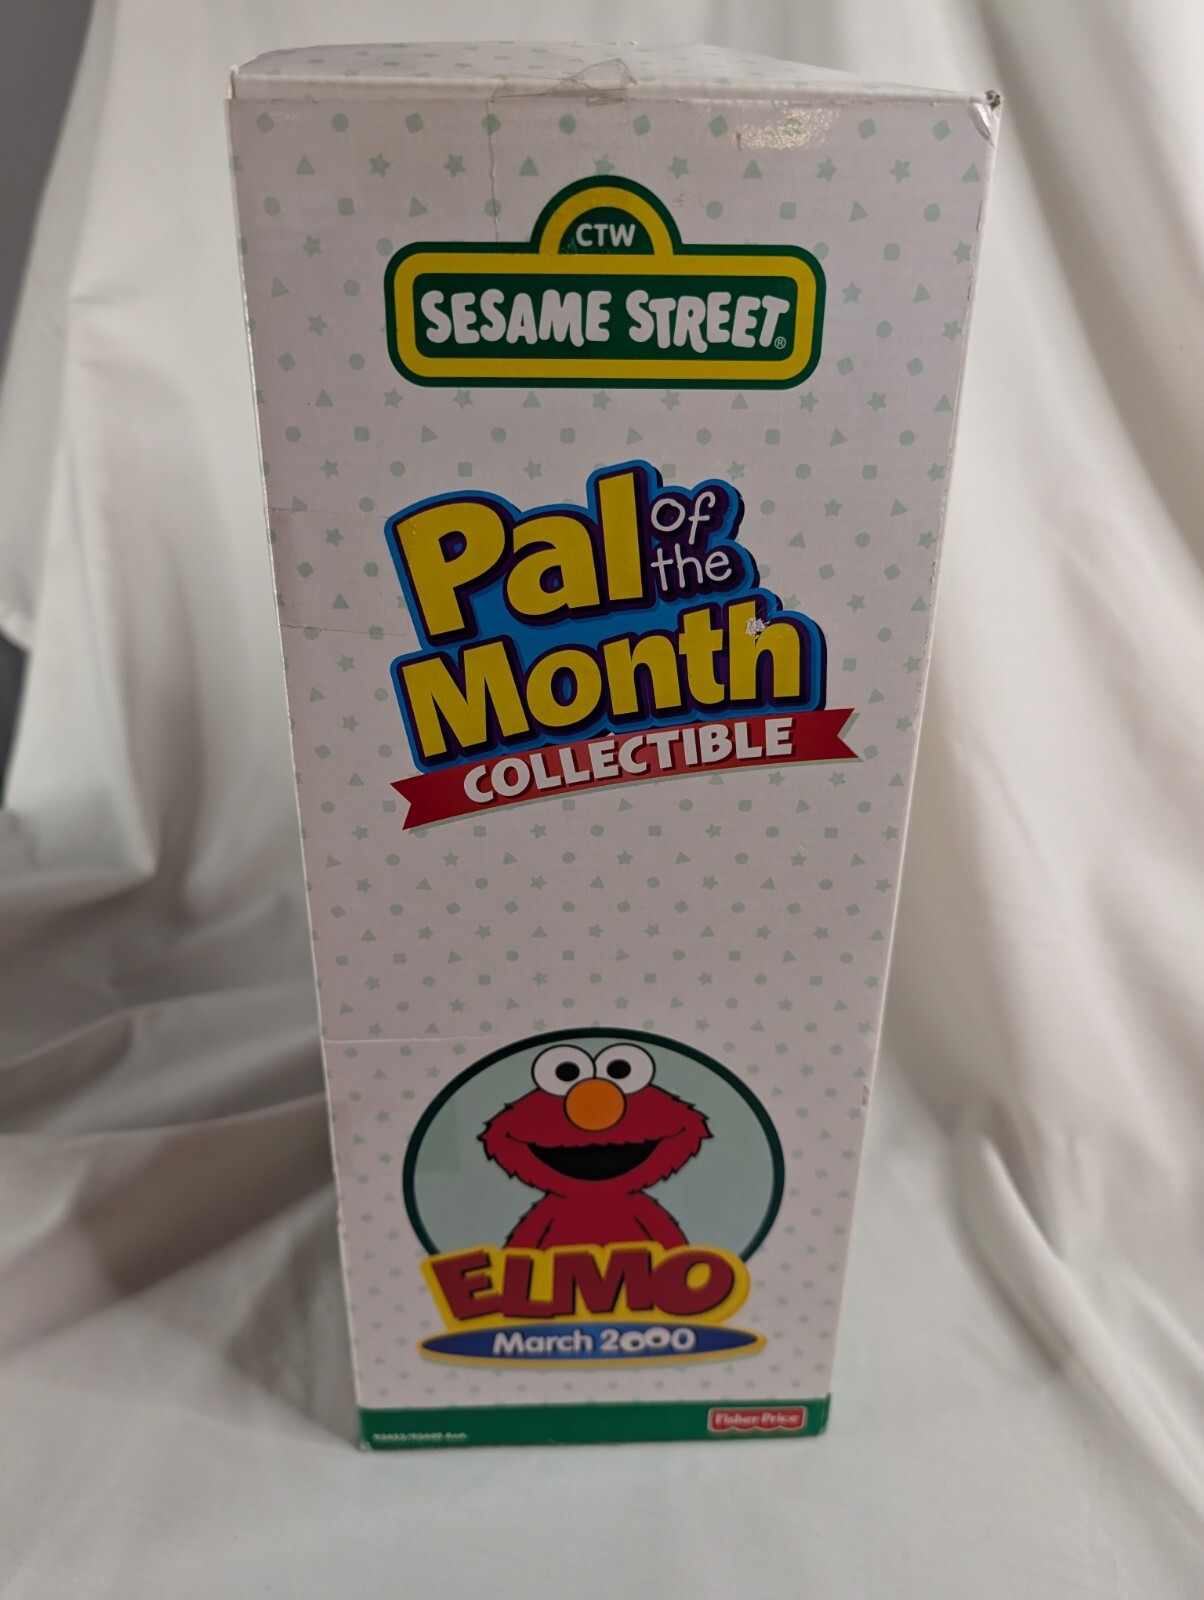 CTW
SESAME STREET®
Pal of the
Month
COLLECTIBLE
ELMO
March 2000
Fisher-Price